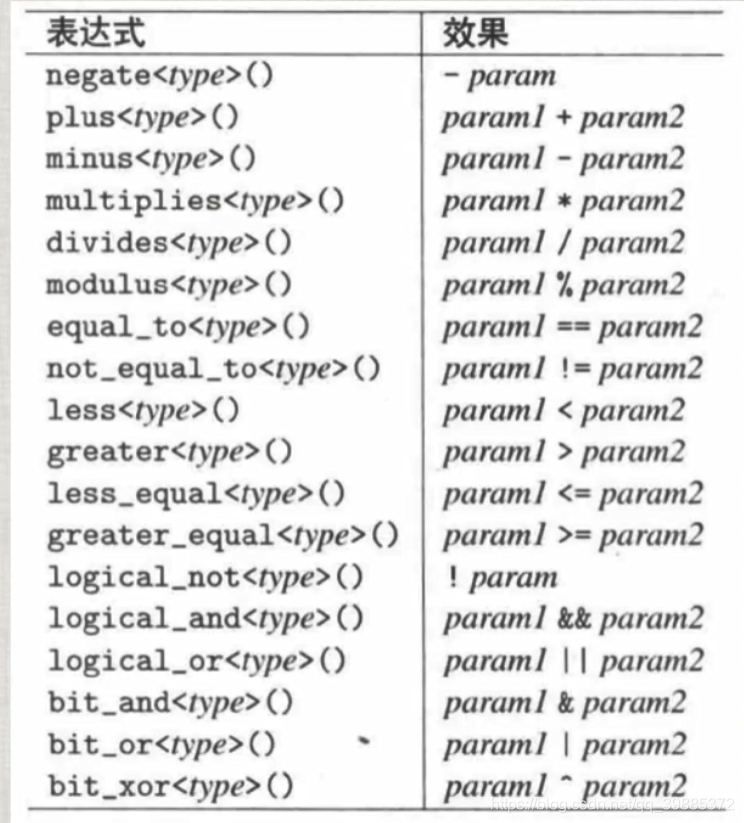 表达式 效果
negate<type>() - param
plus<type>() param1 + param2
minus<type>() param1 - param2
multiplies<type>() param1 * param2
divides<type>() param1 / param2
modulus<type>() param1 % param2
equal_to<type>() param1 == param2
not_equal_to<type>() param1 != param2
less<type>() param1 < param2
greater<type>() param1 > param2
less_equal<type>() param1 <= param2
greater_equal<type>() param1 >= param2
logical_not<type>() ! param
logical_and<type>() param1 && param2
logical_or<type>() param1 || param2
bit_and<type>() param1 & param2
bit_or<type>() param1 | param2
bit_xor<type>() param1 ^ param2
https://blog.csdn.net/qq_39885372